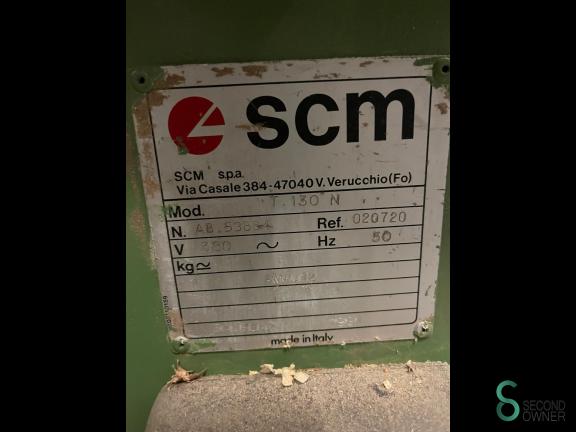 scm
SCM s.p.a.
Via Casale 384-47040 V. Verucchio (Fo)
Mod. T.130 N
N. Ref. 020720
V 380 ~ Hz 50
kg≃
made in Italy
SECOND
OWNER